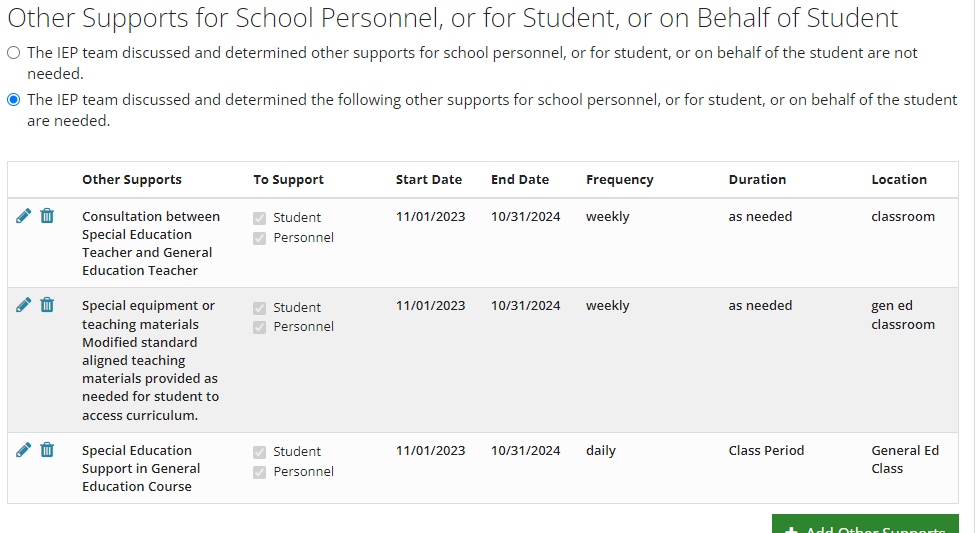 Other Supports for School Personnel, or for Student, or on Behalf of Student
The IEP team discussed and determined other supports for school personnel, or for student, or on behalf of the student are not
needed.
The IEP team discussed and determined the following other supports for school personnel, or for student, or on behalf of the student
are needed.
Other Supports To Support Start Date End Date Frequency Duration Location
Consultation between Student 11/01/2023 10/31/2024 weekly as needed classroom
Special Education Personnel
Teacher and General
Education Teacher
Special equipment or Student 11/01/2023 10/31/2024 weekly as needed gen ed
teaching materials Personnel classroom
Modified standard
aligned teaching
materials provided as
needed for student to
access curriculum.
Special Education Student 11/01/2023 10/31/2024 daily Class Period General Ed
Support in General Personnel Class
Education Course
Add Other Supports